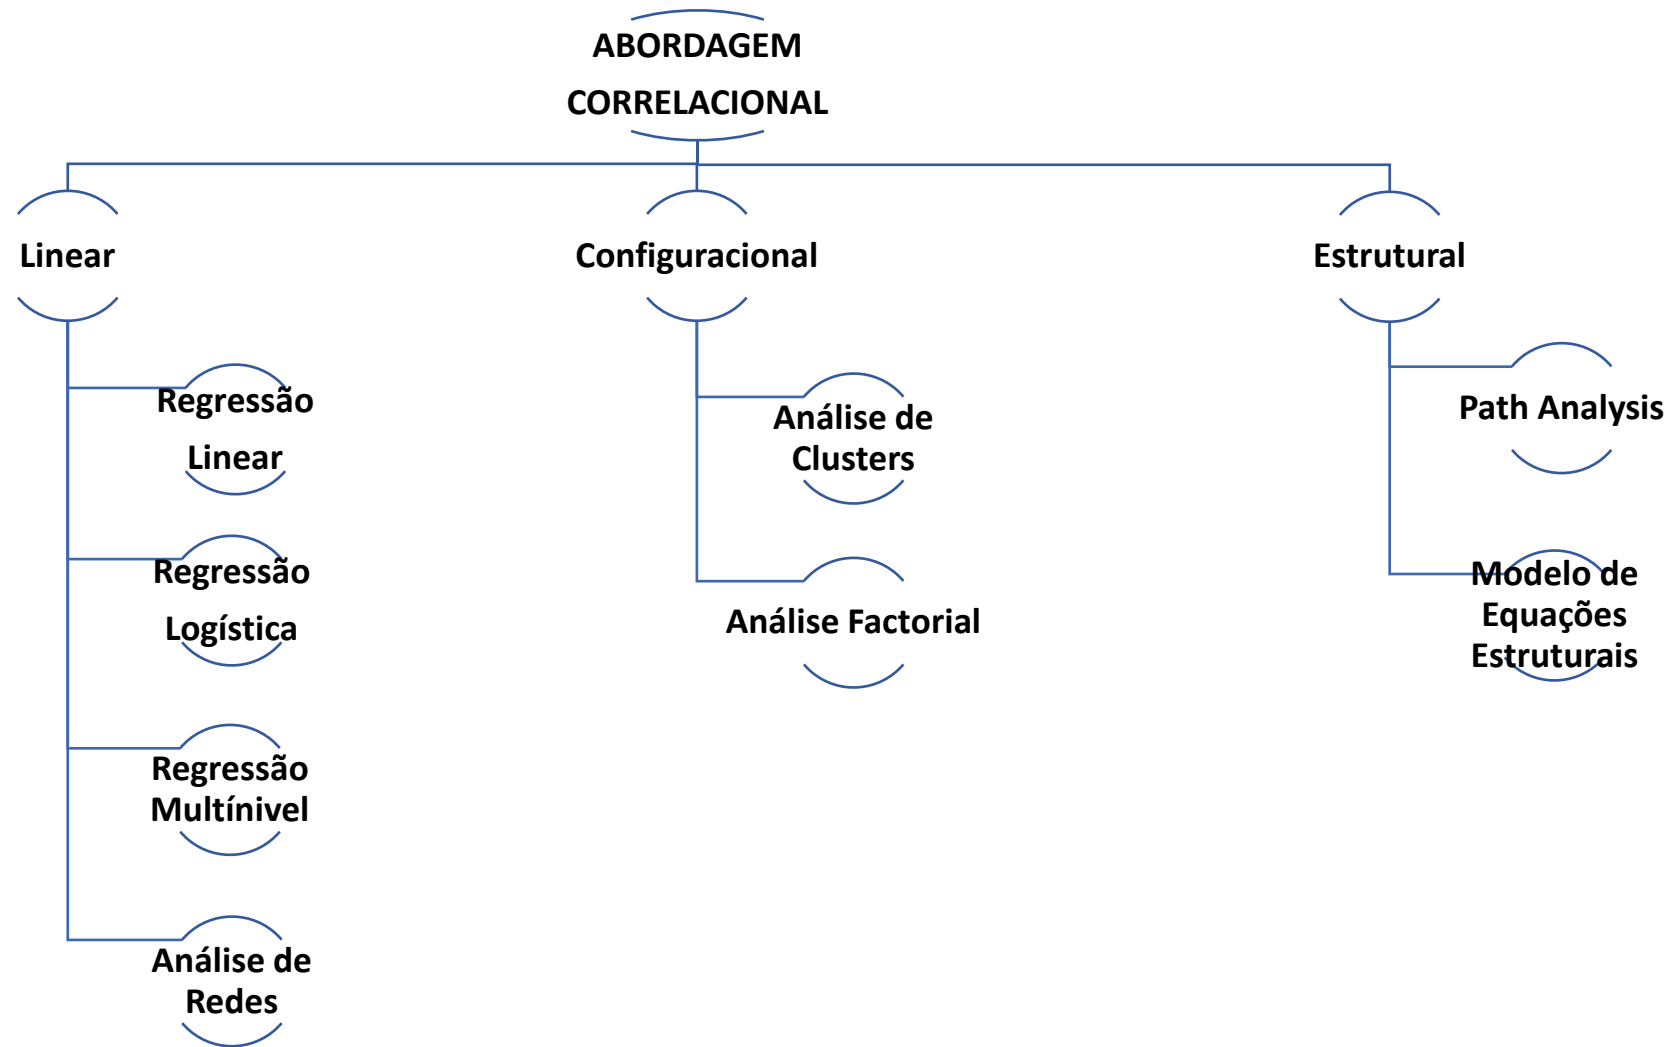 ABORDAGEM
CORRELACIONAL
Linear
Configuracional
Estrutural
Regressão
Linear
Regressão
Logística
Regressão
Multínivel
Análise de
Redes
Análise de
Clusters
Análise Factorial
Path Analysis
Modelo de
Equações
Estruturais